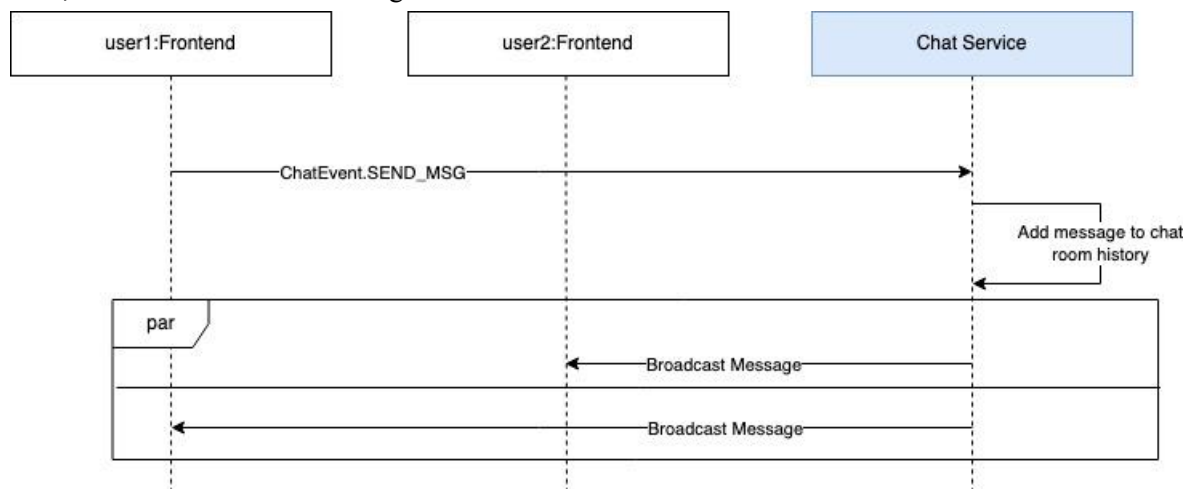 user1:Frontend
user2:Frontend
Chat Service
ChatEvent.SEND_MSG
Add message to chat
room history
par
Broadcast Message
Broadcast Message